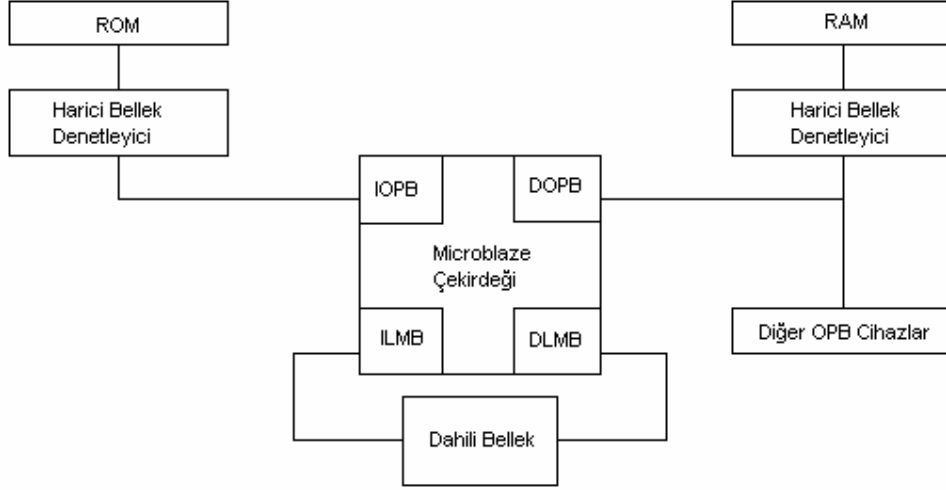 ROM
RAM
Harici Bellek
Denetleyici
Harici Bellek
Denetleyici
IOPB
DOPB
Microblaze
Çekirdeği
ILMB
DLMB
Diğer OPB Cihazlar
Dahili Bellek